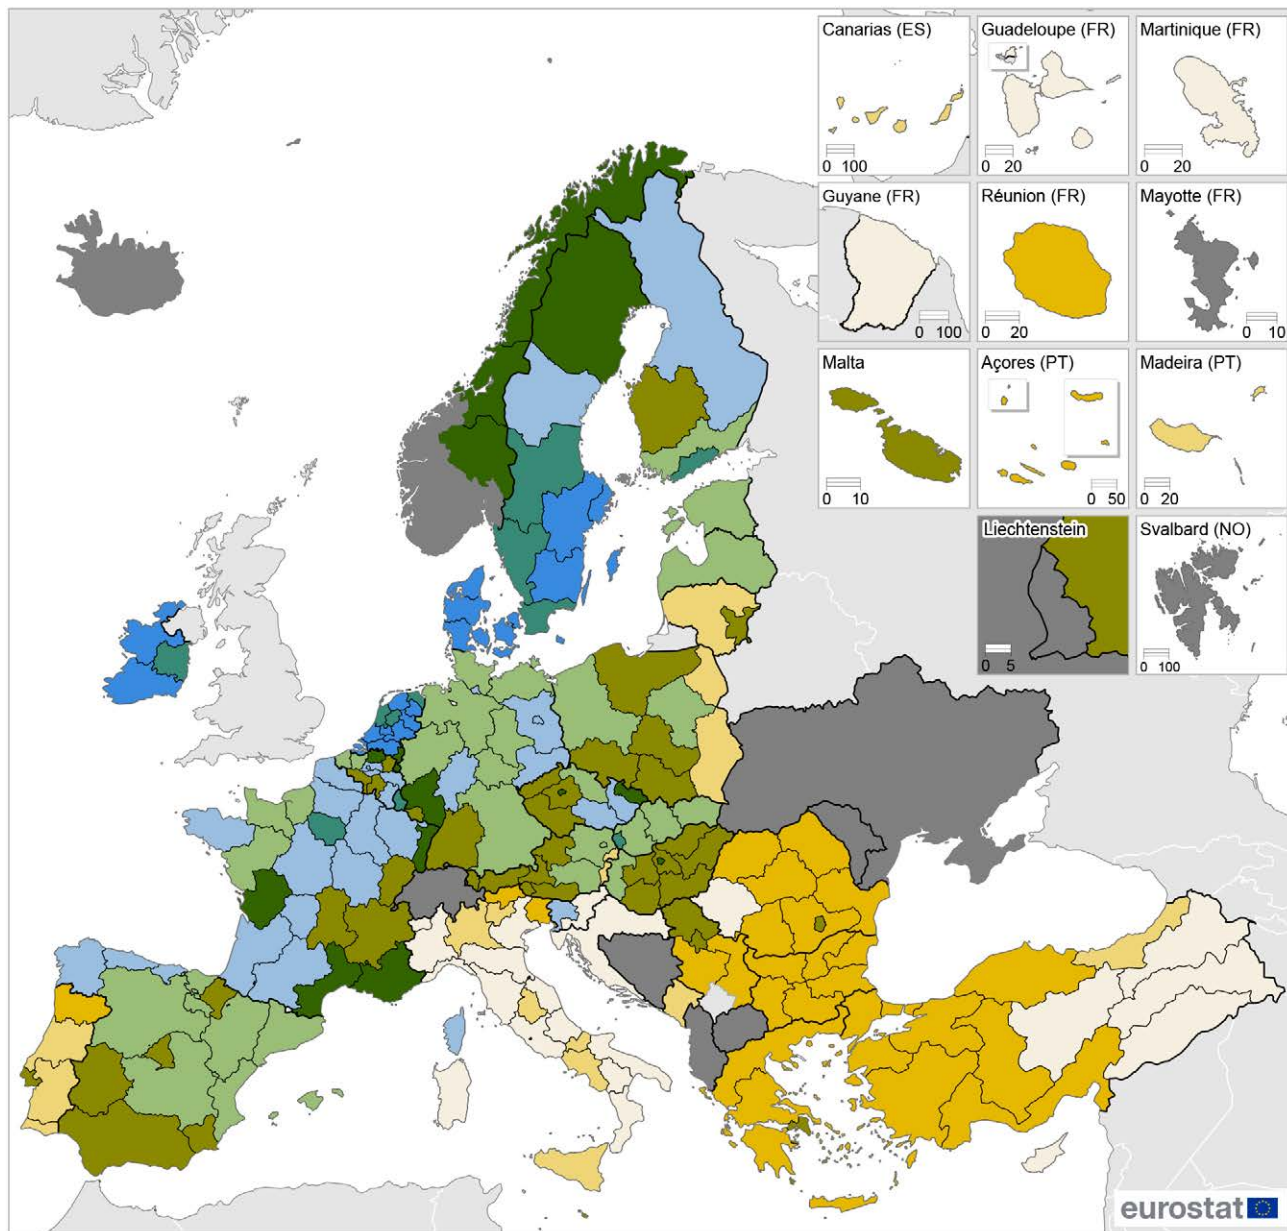 Canarias (ES)
0 100
Guadeloupe (FR)
0 20
Martinique (FR)
0 20
Guyane (FR)
0 100
Réunion (FR)
0 20
Mayotte (FR)
0 10
Malta
0 10
Açores (PT)
0 50
Madeira (PT)
0 20
Liechtenstein
0 5
Svalbard (NO)
0 100
eurostat